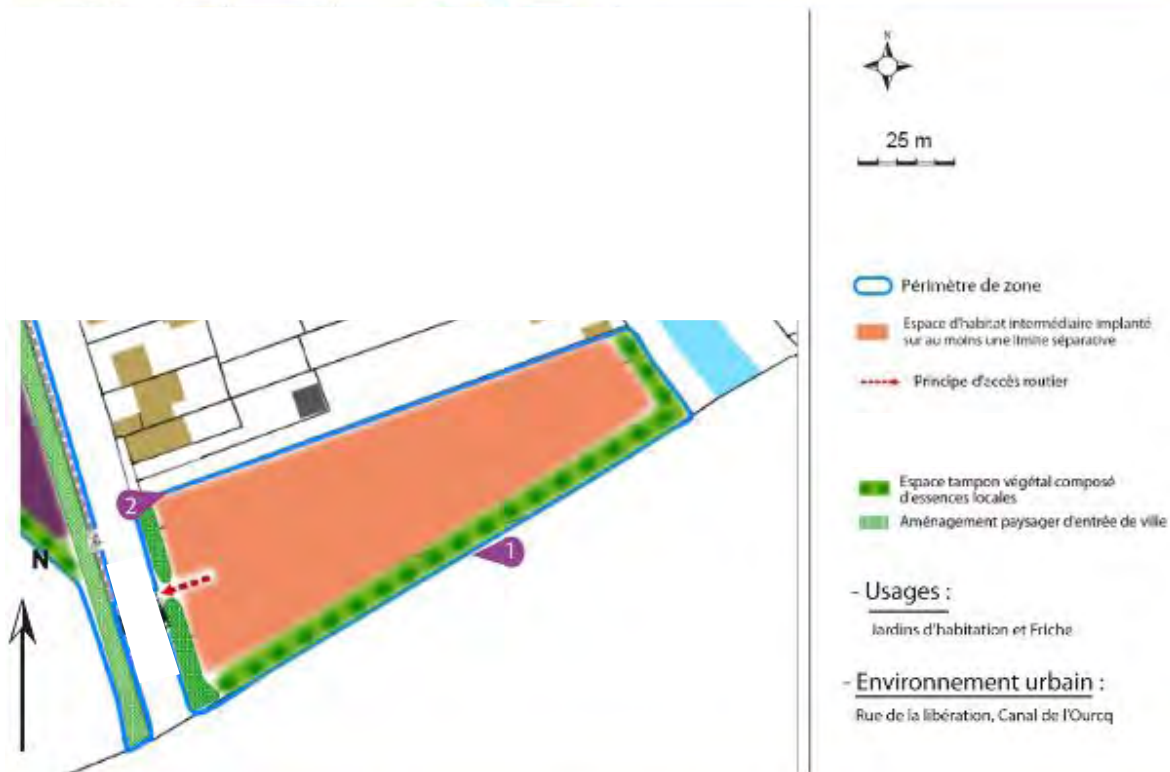 N
25 m
Périmètre de zone
Espace d'habitat intermédiaire implanté
sur au moins une limite séparative
Principe d'accès routier
2
1
N
Espace tampon végétal composé
d'essences locales
Aménagement paysager d'entrée de ville
- Usages :
Jardins d'habitation et Friche
- Environnement urbain :
Rue de la libération, Canal de l'Ourcq